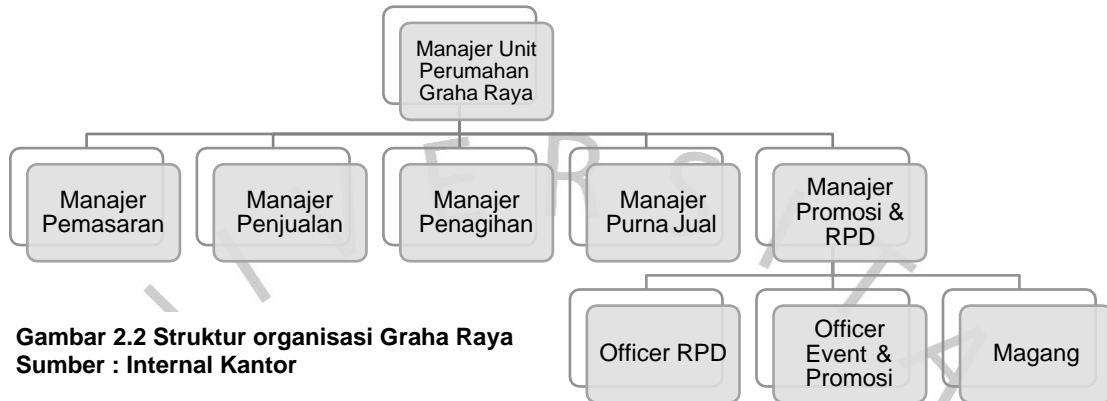 Manajer Unit
Perumahan
Graha Raya
Manajer
Pemasaran
Manajer
Penjualan
Manajer
Penagihan
Manajer
Purna Jual
Manajer
Promosi &
RPD
Officer RPD
Officer
Event &
Promosi
Magang
Gambar 2.2 Struktur organisasi Graha Raya
Sumber : Internal Kantor